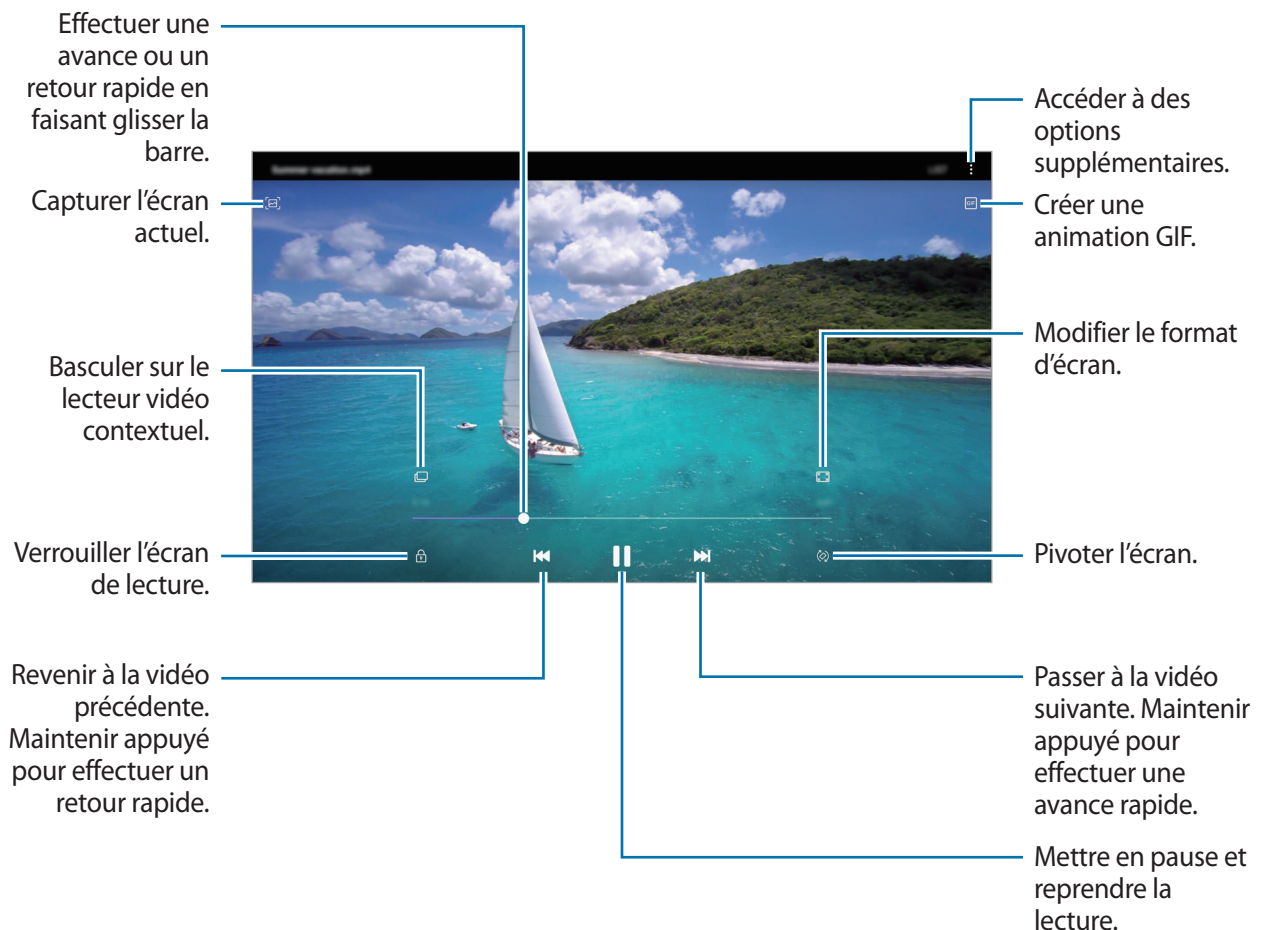 Effectuer une
avance ou un
retour rapide en
faisant glisser la
barre.
Capturer l’écran
actuel.
Basculer sur le
lecteur vidéo
contextuel.
Verrouiller l’écran
de lecture.
Revenir à la vidéo
précédente.
Maintenir appuyé
pour effectuer un
retour rapide.
Accéder à des
options
supplémentaires.
Créer une
animation GIF.
Modifier le format
d’écran.
Pivoter l’écran.
Passer à la vidéo
suivante. Maintenir
appuyé pour
effectuer une
avance rapide.
Mettre en pause et
reprendre la
lecture.
GIF